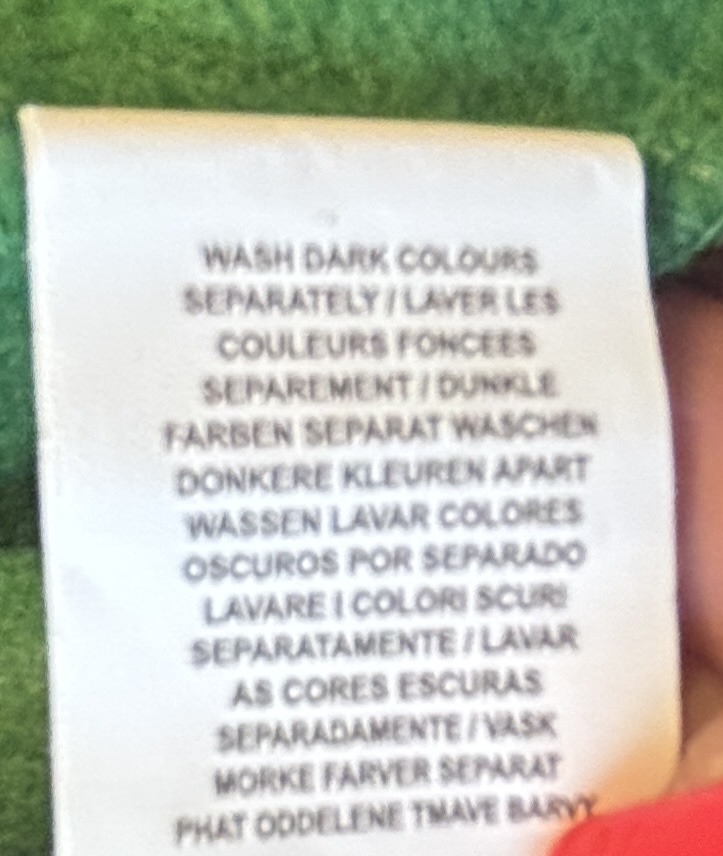 WASH DARK COLOURS
SEPARATELY / LAVER LES
COULEURS FONCEES
SEPAREMENT / DUNKLE
FARBEN SEPARAT WASCHEN
DONKERE KLEUREN APART
WASSEN LAVAR COLORES
OSCUROS POR SEPARADO
LAVARE I COLORI SCURI
SEPARATAMENTE / LAVAR
AS CORES ESCURAS
SEPARADAMENTE / VASK
MORKE FARVER SEPARAT
PHAT ODDELENE TMAVE BARVY